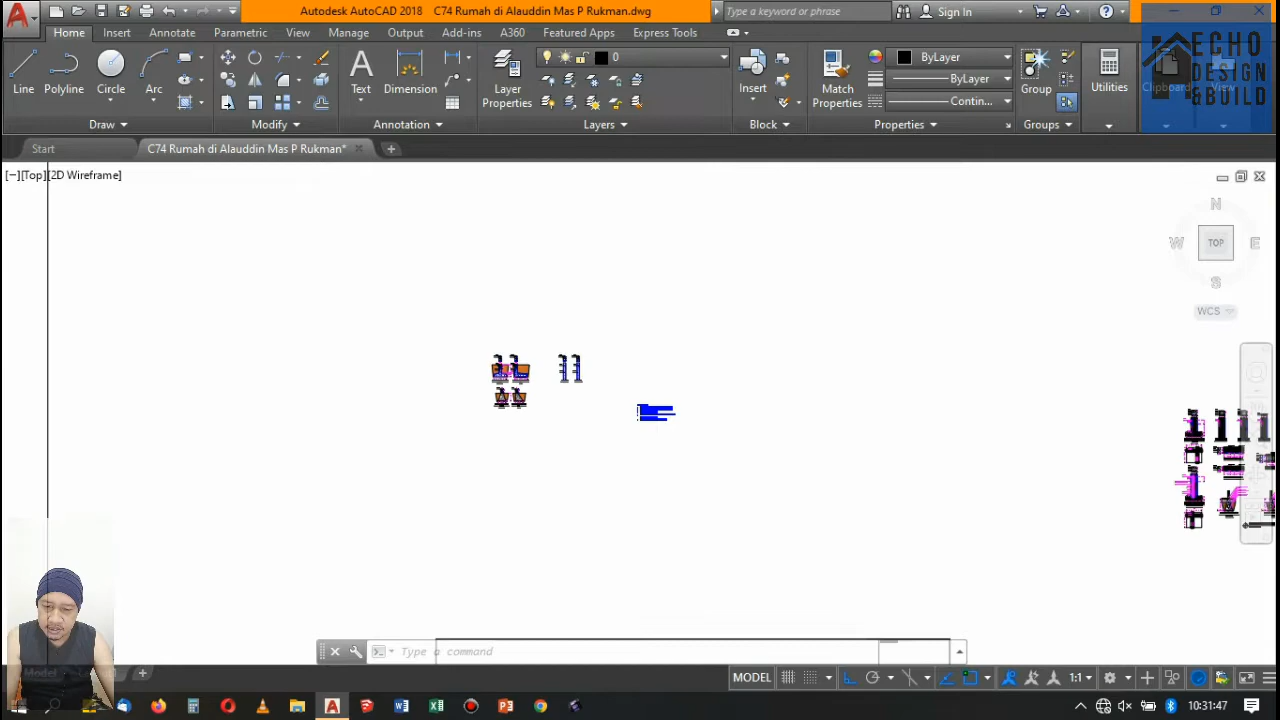 Autodesk AutoCAD 2018 C74 Rumah di Alauddin Mas P Rukman.dwg
Type a keyword or phrase
Sign In
Home Insert Annotate Parametric View Manage Output Add-ins A360 Featured Apps Express Tools
ECHO
DESIGN
&BUILD
Line Polyline Circle Arc
Text Dimension
Layer
Properties
0
Insert
Match
Properties
ByLayer
ByLayer
Contin...
Group
Utilities
Clipboard View
Draw Modify Annotation Layers Block Properties Groups
Start C74 Rumah di Alauddin Mas P Rukman*
[−][Top][2D Wireframe]
N
W TOP E
S
WCS
Type a command
Model
MODEL 1:1
10:31:47